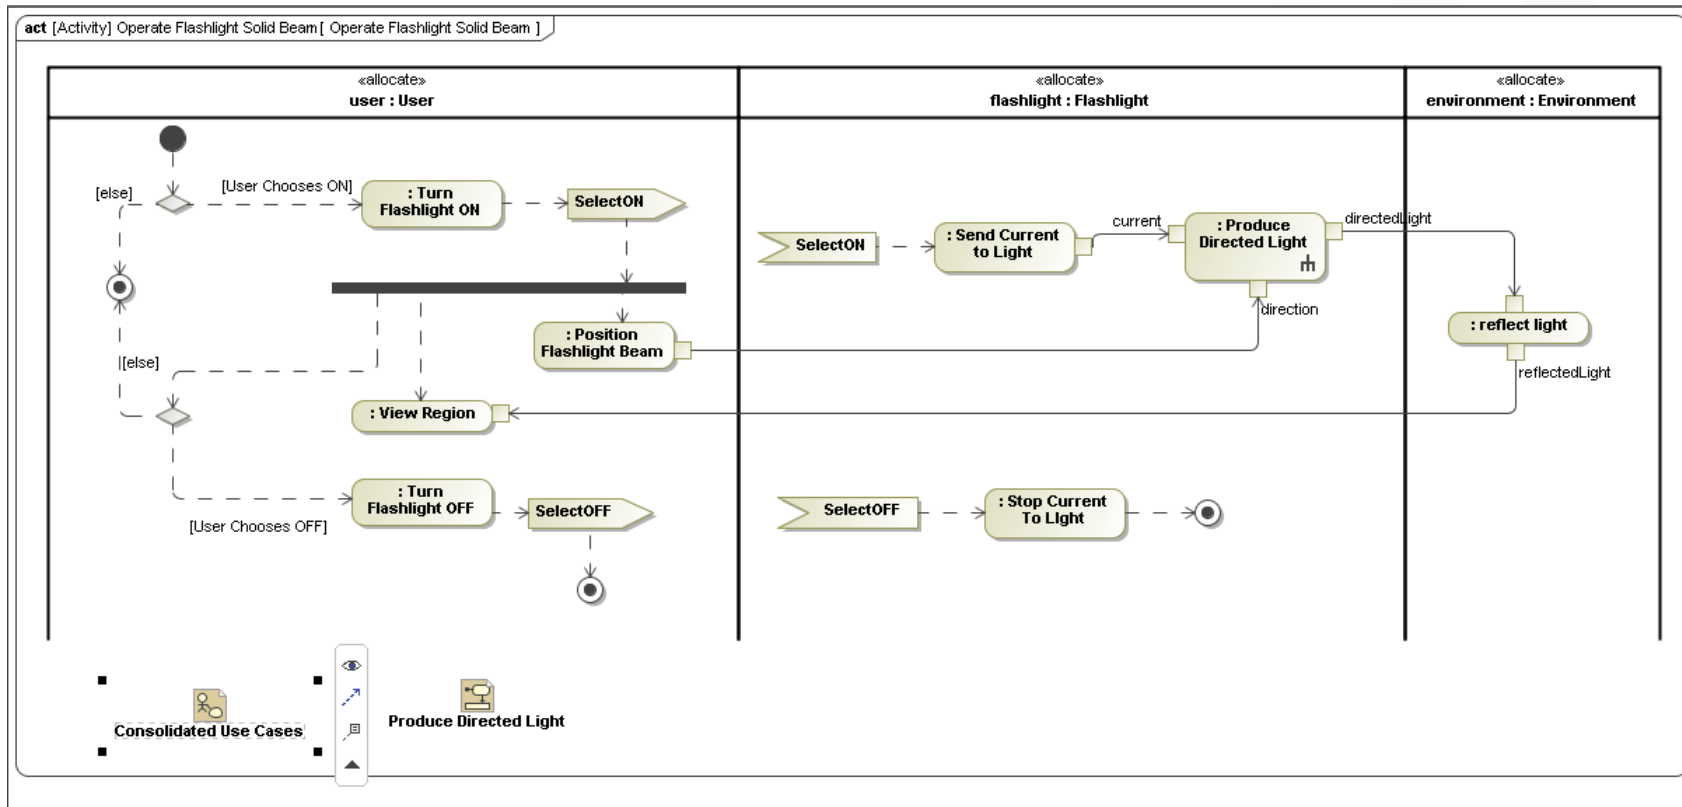 act [Activity] Operate Flashlight Solid Beam[ Operate Flashlight Solid Beam ]
«allocate»
user : User
«allocate»
flashlight : Flashlight
«allocate»
environment : Environment
[else]
[User Chooses ON]
: Turn
Flashlight ON
SelectON
SelectON
: Send Current
to Light
current
: Produce
Directed Light
directedLight
direction
: Position
Flashlight Beam
: reflect light
reflectedLight
[else]
: View Region
: Turn
Flashlight OFF
[User Chooses OFF]
SelectOFF
SelectOFF
: Stop Current
To LIght
Consolidated Use Cases
Produce Directed Light